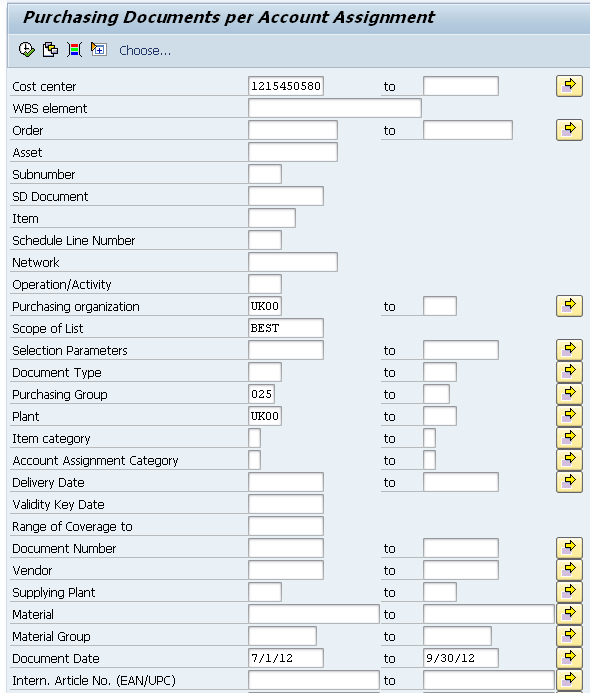 Purchasing Documents per Account Assignment
Choose...
Cost center 1215450580 to
WBS element
Order to
Asset
Subnumber
SD Document
Item
Schedule Line Number
Network
Operation/Activity
Purchasing organization UK00 to
Scope of List BEST
Selection Parameters to
Document Type to
Purchasing Group 025 to
Plant UK00 to
Item category to
Account Assignment Category to
Delivery Date to
Validity Key Date
Range of Coverage to
Document Number to
Vendor to
Supplying Plant to
Material to
Material Group to
Document Date 7/1/12 to 9/30/12
Intern. Article No. (EAN/UPC) to